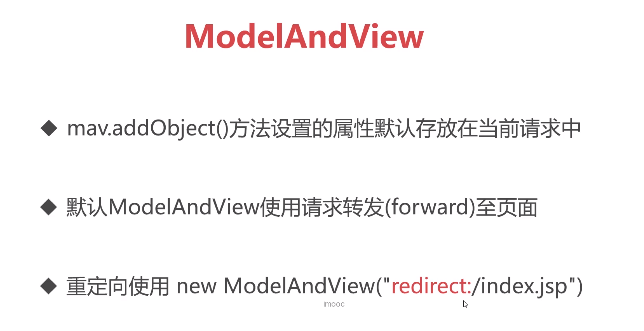 ModelAndView
◆ mav.addObject()方法设置的属性默认存放在当前请求中
◆ 默认ModelAndView使用请求转发(forward)至页面
◆ 重定向使用 new ModelAndView("redirect:/index.jsp")
imooc